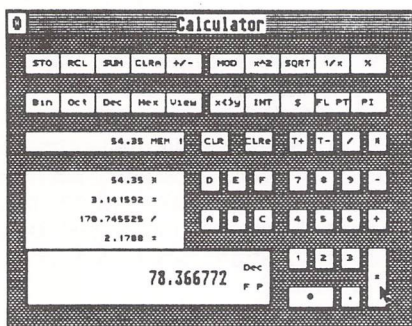 Calculator
STO RCL SUM CLRA +/- MOD x^2 SQRT 1/x %
Bin Oct Dec Hex View x<>y INT $ FL PT PI
54.35 MEM 1 CLR CLRe T+ T- /
54.35 D E F 7 8 9 -
3.141592 =
170.745525 / A B C 4 5 6 +
2.1788 =
1 2 3 =
78.366772 Dec
F P 0 .